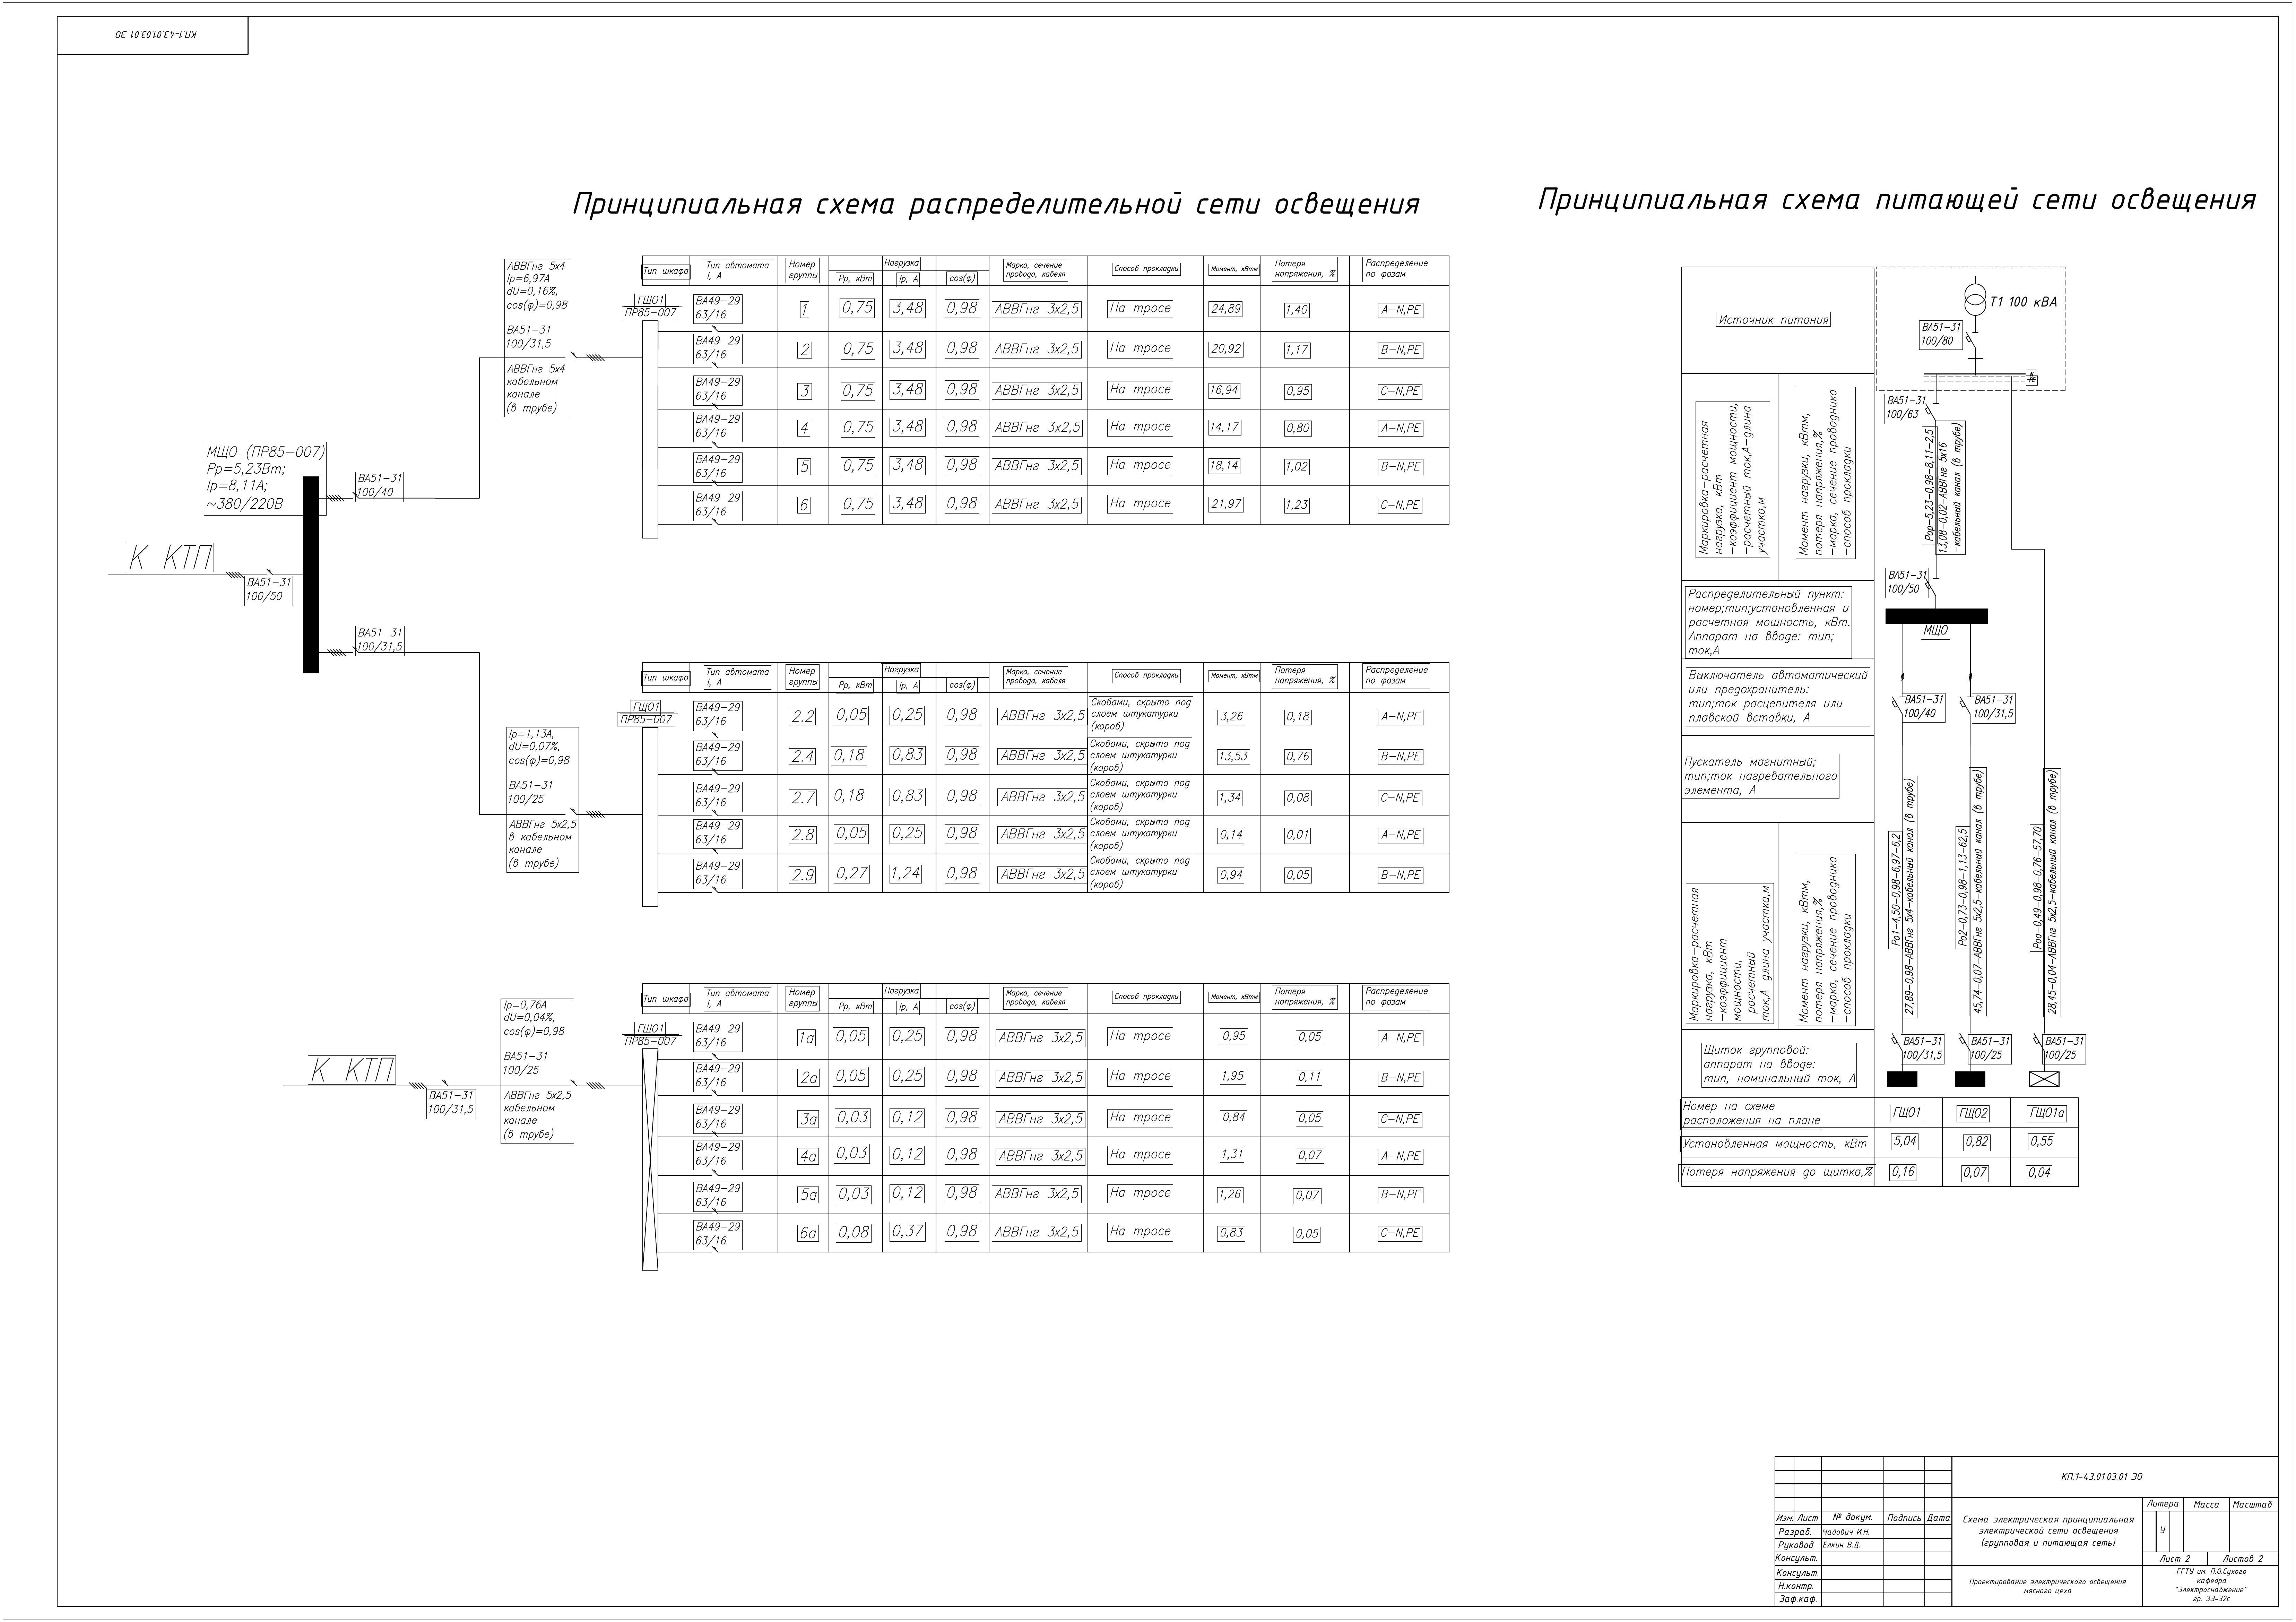 КП.1-43.01.03.01 ЭО
Принципиальная схема распределительной сети освещения
АВВГнг 5х4
Iр=6,97А
dU=0,16%,
cos(φ)=0,98
ВА51-31
100/31,5
АВВГнг 5х4
кабельном
канале
(в трубе)
МЩО (ПР85-007)
Рр=5,23Вт;
Iр=8,11А;
~380/220В
ВА51-31
100/40
К КТП
ВА51-31
100/50
ВА51-31
100/31,5
Тип шкафа Тип автомата I, А Номер группы Нагрузка Рр, кВт Iр, А cos(φ) Марка, сечение провода, кабеля Способ прокладки Момент, кВтм Потеря напряжения, % Распределение по фазам
ГЩО1
ПР85-007
ВА49-29 63/16 1 0,75 3,48 0,98 АВВГнг 3х2,5 На тросе 24,89 1,40 А-N,PE
ВА49-29 63/16 2 0,75 3,48 0,98 АВВГнг 3х2,5 На тросе 20,92 1,17 В-N,PE
ВА49-29 63/16 3 0,75 3,48 0,98 АВВГнг 3х2,5 На тросе 16,94 0,95 С-N,PE
ВА49-29 63/16 4 0,75 3,48 0,98 АВВГнг 3х2,5 На тросе 14,17 0,80 А-N,PE
ВА49-29 63/16 5 0,75 3,48 0,98 АВВГнг 3х2,5 На тросе 18,14 1,02 В-N,PE
ВА49-29 63/16 6 0,75 3,48 0,98 АВВГнг 3х2,5 На тросе 21,97 1,23 С-N,PE
Iр=1,13А,
dU=0,07%,
cos(φ)=0,98
ВА51-31
100/25
АВВГнг 5х2,5
в кабельном
канале
(в трубе)
Тип шкафа Тип автомата I, А Номер группы Нагрузка Рр, кВт Iр, А cos(φ) Марка, сечение провода, кабеля Способ прокладки Момент, кВтм Потеря напряжения, % Распределение по фазам
ГЩО1
ПР85-007
ВА49-29 63/16 2.2 0,05 0,25 0,98 АВВГнг 3х2,5 Скобами, скрыто под слоем штукатурки (короб) 3,26 0,18 А-N,PE
ВА49-29 63/16 2.4 0,18 0,83 0,98 АВВГнг 3х2,5 Скобами, скрыто под слоем штукатурки (короб) 13,53 0,76 В-N,PE
ВА49-29 63/16 2.7 0,18 0,83 0,98 АВВГнг 3х2,5 Скобами, скрыто под слоем штукатурки (короб) 1,34 0,08 С-N,PE
ВА49-29 63/16 2.8 0,05 0,25 0,98 АВВГнг 3х2,5 Скобами, скрыто под слоем штукатурки (короб) 0,14 0,01 А-N,PE
ВА49-29 63/16 2.9 0,27 1,24 0,98 АВВГнг 3х2,5 Скобами, скрыто под слоем штукатурки (короб) 0,94 0,05 В-N,PE
К КТП
ВА51-31
100/31,5
Iр=0,76А
dU=0,04%,
cos(φ)=0,98
ВА51-31
100/25
АВВГнг 5х2,5
кабельном
канале
(в трубе)
Тип шкафа Тип автомата I, А Номер группы Нагрузка Рр, кВт Iр, А cos(φ) Марка, сечение провода, кабеля Способ прокладки Момент, кВтм Потеря напряжения, % Распределение по фазам
ГЩО1
ПР85-007
ВА49-29 63/16 1а 0,05 0,25 0,98 АВВГнг 3х2,5 На тросе 0,95 0,05 А-N,PE
ВА49-29 63/16 2а 0,05 0,25 0,98 АВВГнг 3х2,5 На тросе 1,95 0,11 В-N,PE
ВА49-29 63/16 3а 0,03 0,12 0,98 АВВГнг 3х2,5 На тросе 0,84 0,05 С-N,PE
ВА49-29 63/16 4а 0,03 0,12 0,98 АВВГнг 3х2,5 На тросе 1,31 0,07 А-N,PE
ВА49-29 63/16 5а 0,03 0,12 0,98 АВВГнг 3х2,5 На тросе 1,26 0,07 В-N,PE
ВА49-29 63/16 6а 0,08 0,37 0,98 АВВГнг 3х2,5 На тросе 0,83 0,05 С-N,PE
Принципиальная схема питающей сети освещения
Источник питания
Т1 100 кВА
ВА51-31
100/80
N
PE
Маркировка-расчетная
нагрузка, кВт
-коэффициент мощности,
-расчетный ток,А-длина
участка,м
Момент нагрузки, кВтм,
потеря напряжения,%
-марка, сечение проводника
-способ прокладки
ВА51-31
100/63
Рор-5,23-0,98-8,11-2,5
13,08-0,02-АВВГнг 5х16
-кабельный канал (в трубе)
ВА51-31
100/50
Распределительный пункт:
номер;тип;установленная и
расчетная мощность, кВт.
Аппарат на вводе: тип;
ток,А
МЩО
Выключатель автоматический
или предохранитель:
тип;ток расцепителя или
плавской вставки, А
ВА51-31
100/40
ВА51-31
100/31,5
Пускатель магнитный;
тип;ток нагревательного
элемента, А
Маркировка-расчетная
нагрузка, кВт
-коэффициент
мощности,
-расчетный
ток,А-длина участка,м
Момент нагрузки, кВтм,
потеря напряжения,%
-марка, сечение проводника
-способ прокладки
Ро1-4,50-0,98-6,97-6,2
27,89-0,98-АВВГнг 5х4-кабельный канал (в трубе)
Ро2-0,73-0,98-1,13-62,5
45,74-0,07-АВВГнг 5х2,5-кабельный канал (в трубе)
Роа-0,49-0,98-0,76-57,70
28,45-0,04-АВВГнг 5х2,5-кабельный канал (в трубе)
Щиток групповой:
аппарат на вводе:
тип, номинальный ток, А
ВА51-31
100/31,5
ВА51-31
100/25
ВА51-31
100/25
Номер на схеме
расположения на плане
ГЩО1 ГЩО2 ГЩО1а
Установленная мощность, кВт 5,04 0,82 0,55
Потеря напряжения до щитка,% 0,16 0,07 0,04
КП.1-43.01.03.01 ЭО
Изм. Лист № докум. Подпись Дата
Разраб. Чадович И.Н.
Руковод Елкин В.Д.
Консульт.
Консульт.
Н.контр.
Заф.каф.
Схема электрическая принципиальная
электрической сети освещения
(групповая и питающая сеть)
Литера Масса Масштаб
У
Лист 2 Листов 2
Проектирование электрического освещения
мясного цеха
ГГТУ им. П.О.Сухого
кафедра
"Электроснавжение"
гр. ЗЭ-32с